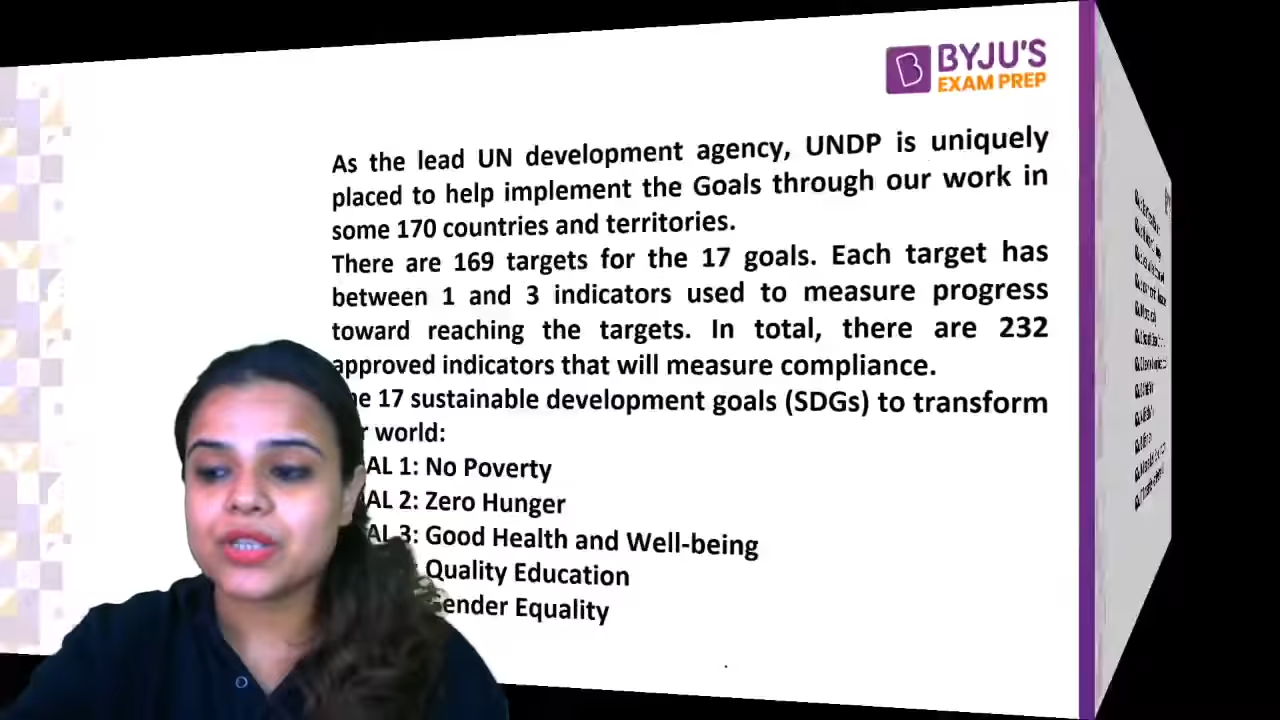 BYJU'S
EXAM PREP
As the lead UN development agency, UNDP is uniquely
placed to help implement the Goals through our work in
some 170 countries and territories.
There are 169 targets for the 17 goals. Each target has
between 1 and 3 indicators used to measure progress
toward reaching the targets. In total, there are 232
approved indicators that will measure compliance.
17 sustainable development goals (SDGs) to transform
world:
1: No Poverty
2: Zero Hunger
3: Good Health and Well-being
Quality Education
Equality